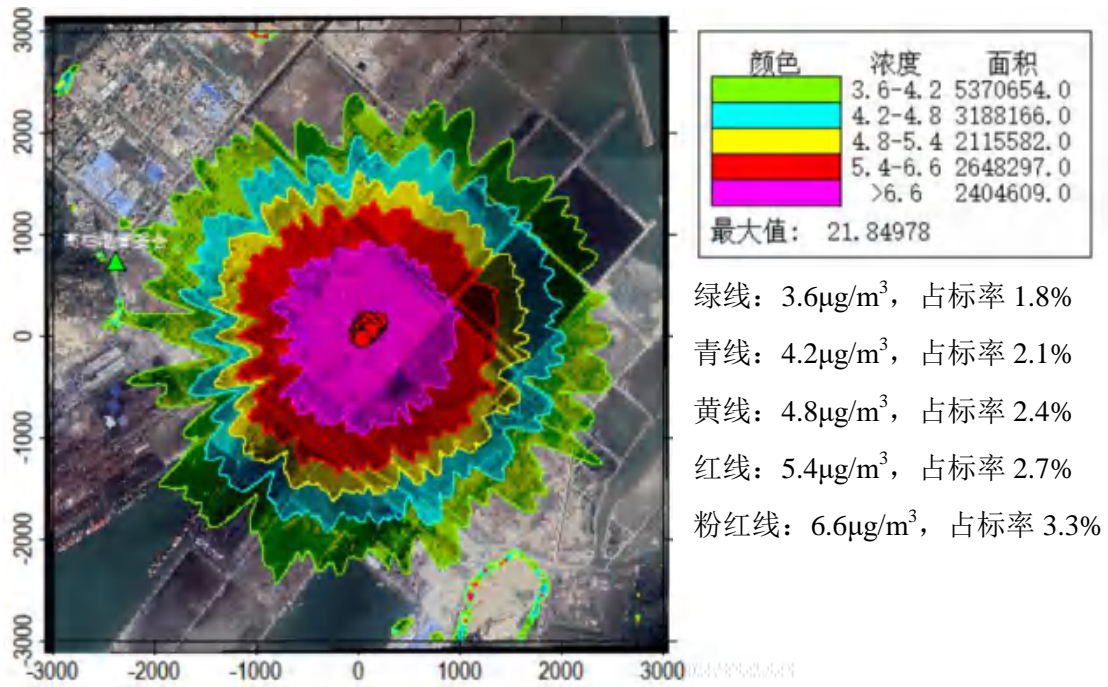 颜色 浓度 面积
3.6-4.2 5370654.0
4.2-4.8 3188166.0
4.8-5.4 2115582.0
5.4-6.6 2648297.0
>6.6 2404609.0
最大值: 21.84978
绿线：3.6μg/m³，占标率 1.8%
青线：4.2μg/m³，占标率 2.1%
黄线：4.8μg/m³，占标率 2.4%
红线：5.4μg/m³，占标率 2.7%
粉红线：6.6μg/m³，占标率 3.3%
3000
2000
1000
0
-1000
-2000
-3000
-3000 -2000 -1000 0 1000 2000 3000